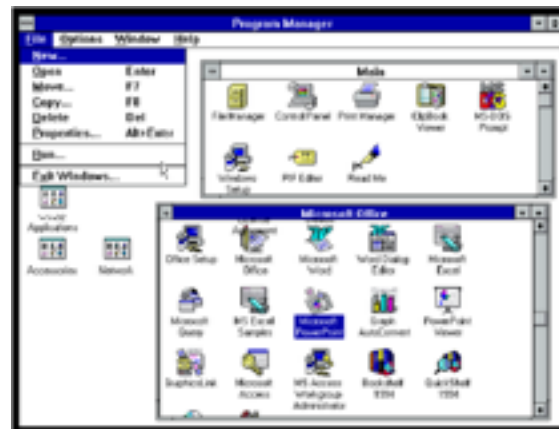 Program Manager
File Options Window Help
New...
Open Enter
Move... F7
Copy... F8
Delete Del
Properties... Alt+Enter
Run...
Exit Windows...
Applications
Accessories Network
Main
File Manager Control Panel Print Manager ClipBook Viewer MS-DOS Prompt
Windows Setup PIF Editor Read Me
Microsoft Office
Office Setup Microsoft Office Microsoft Word Word Dialog Editor Microsoft Excel
Microsoft Query MS Excel Samples Microsoft PowerPoint Graph AutoConvert PowerPoint Viewer
GraphicsLink Microsoft Access MS Access Workgroup Administrator Bookshelf 1994 QuickShelf 1994